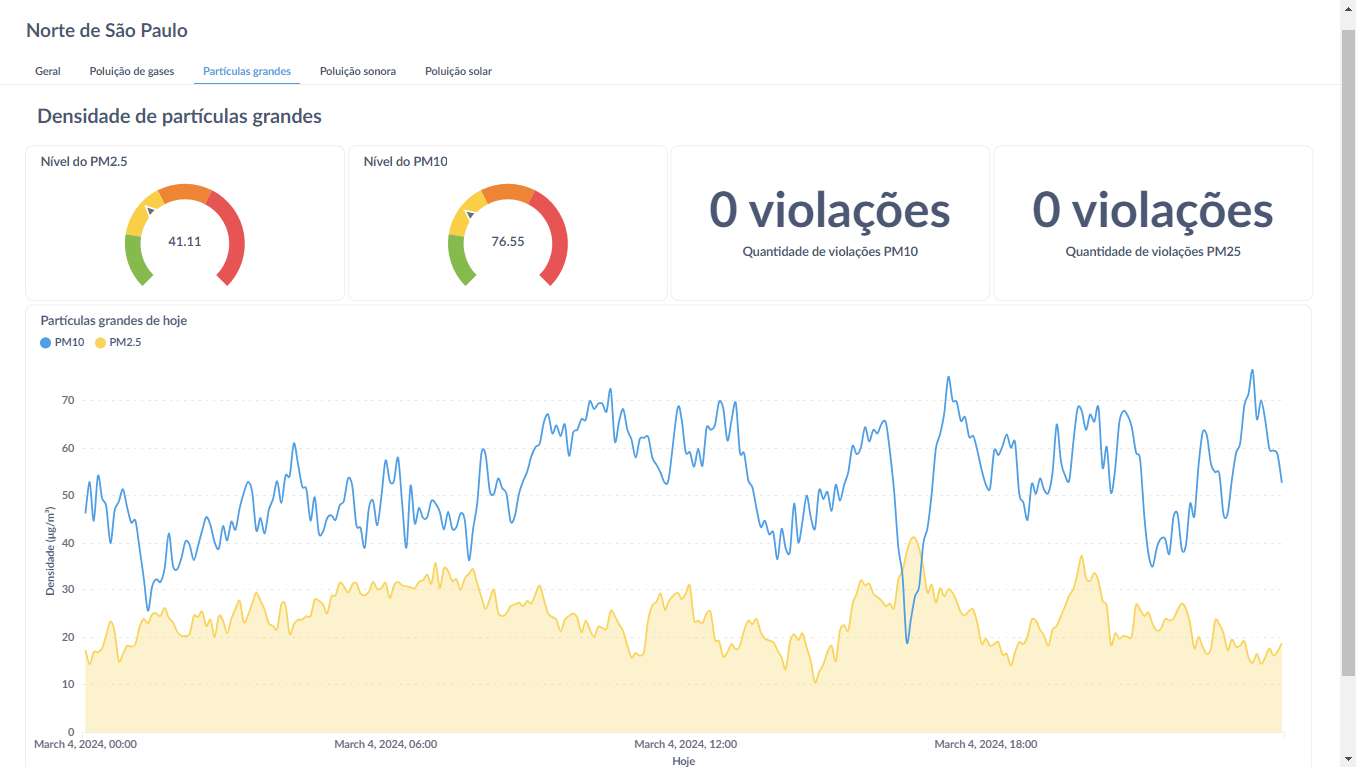 Norte de São Paulo
Geral
Poluição de gases
Partículas grandes
Poluição sonora
Poluição solar
Densidade de partículas grandes
Nível do PM2.5
41.11
Nível do PM10
76.55
0 violações
Quantidade de violações PM10
0 violações
Quantidade de violações PM25
Partículas grandes de hoje
PM10
PM2.5
Densidade (µg/m³)
70
60
50
40
30
20
10
0
March 4, 2024, 00:00
March 4, 2024, 06:00
March 4, 2024, 12:00
March 4, 2024, 18:00
Hoje